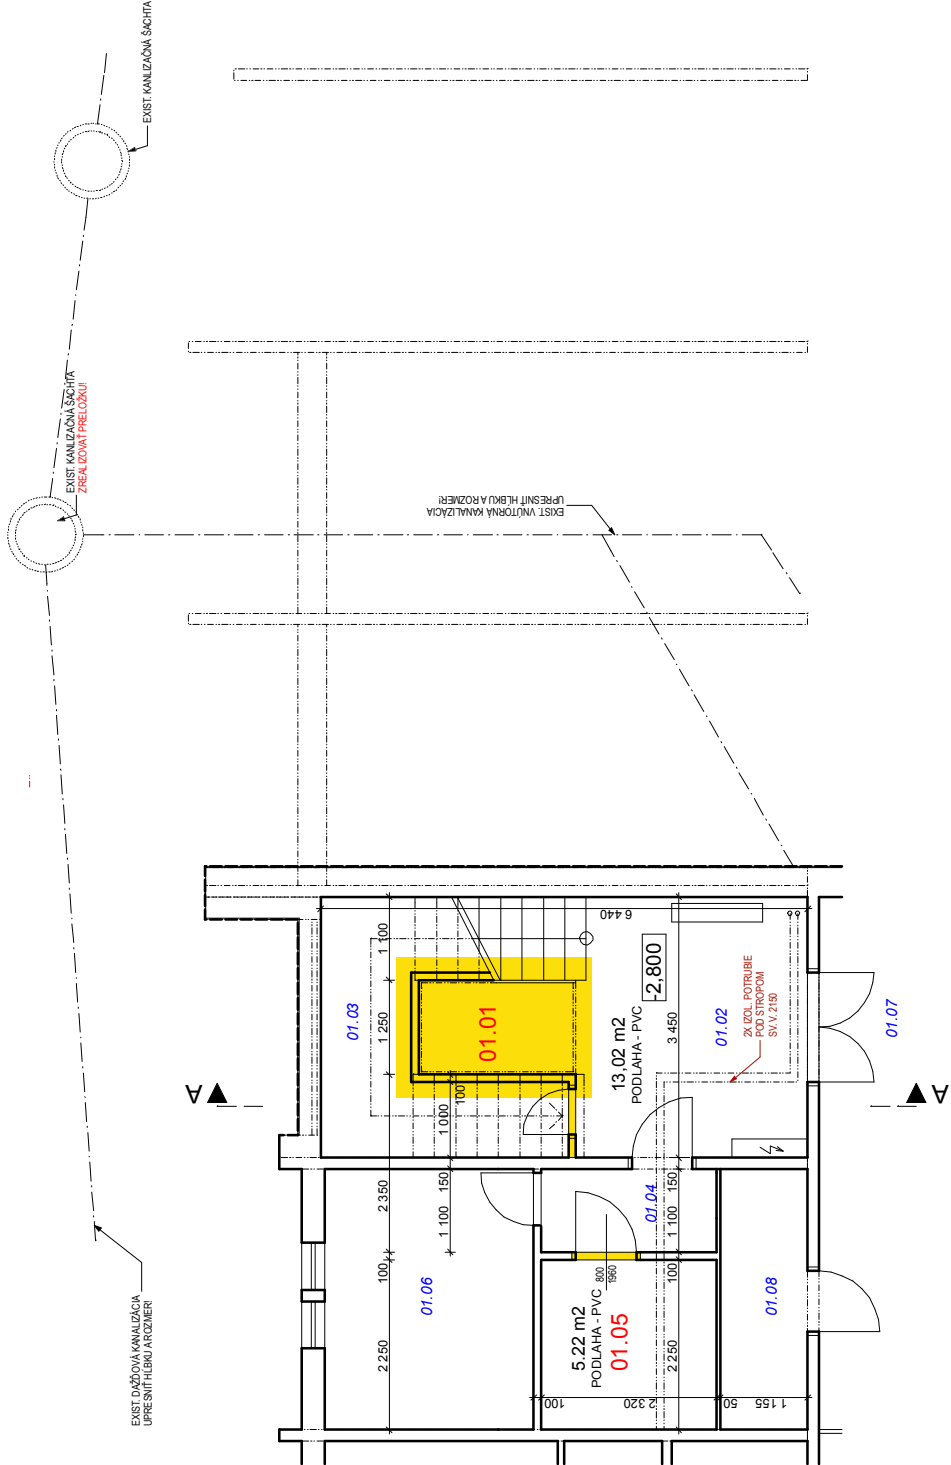 EXIST. KANLIZAČNÁ ŠACHTA
EXIST. KANLIZAČNÁ ŠACHTA
ZREALIZOVAŤ PRELOŽKU!
EXIST. VNÚTORNÁ KANALIZÁCIA
UPRESNIŤ HĹBKU A ROZMER!
EXIST. DAŽĎOVÁ KANALIZÁCIA
UPRESNIŤ HĹBKU A ROZMER!
6 440
1 100
1 250
01.03
01.01
-2,800
13,02 m2
PODLAHA - PVC
3 450
01.02
2X IZOL. POTRUBIE
POD STROPOM
SV. V. 2150
01.07
A
A
1 000
100
2 350
150
1 100
01.04
150
1 100
100
01.06
2 250
5.22 m2
PODLAHA - PVC
01.05
800
1960
100
2 250
01.08
100
2 320
50
1 155